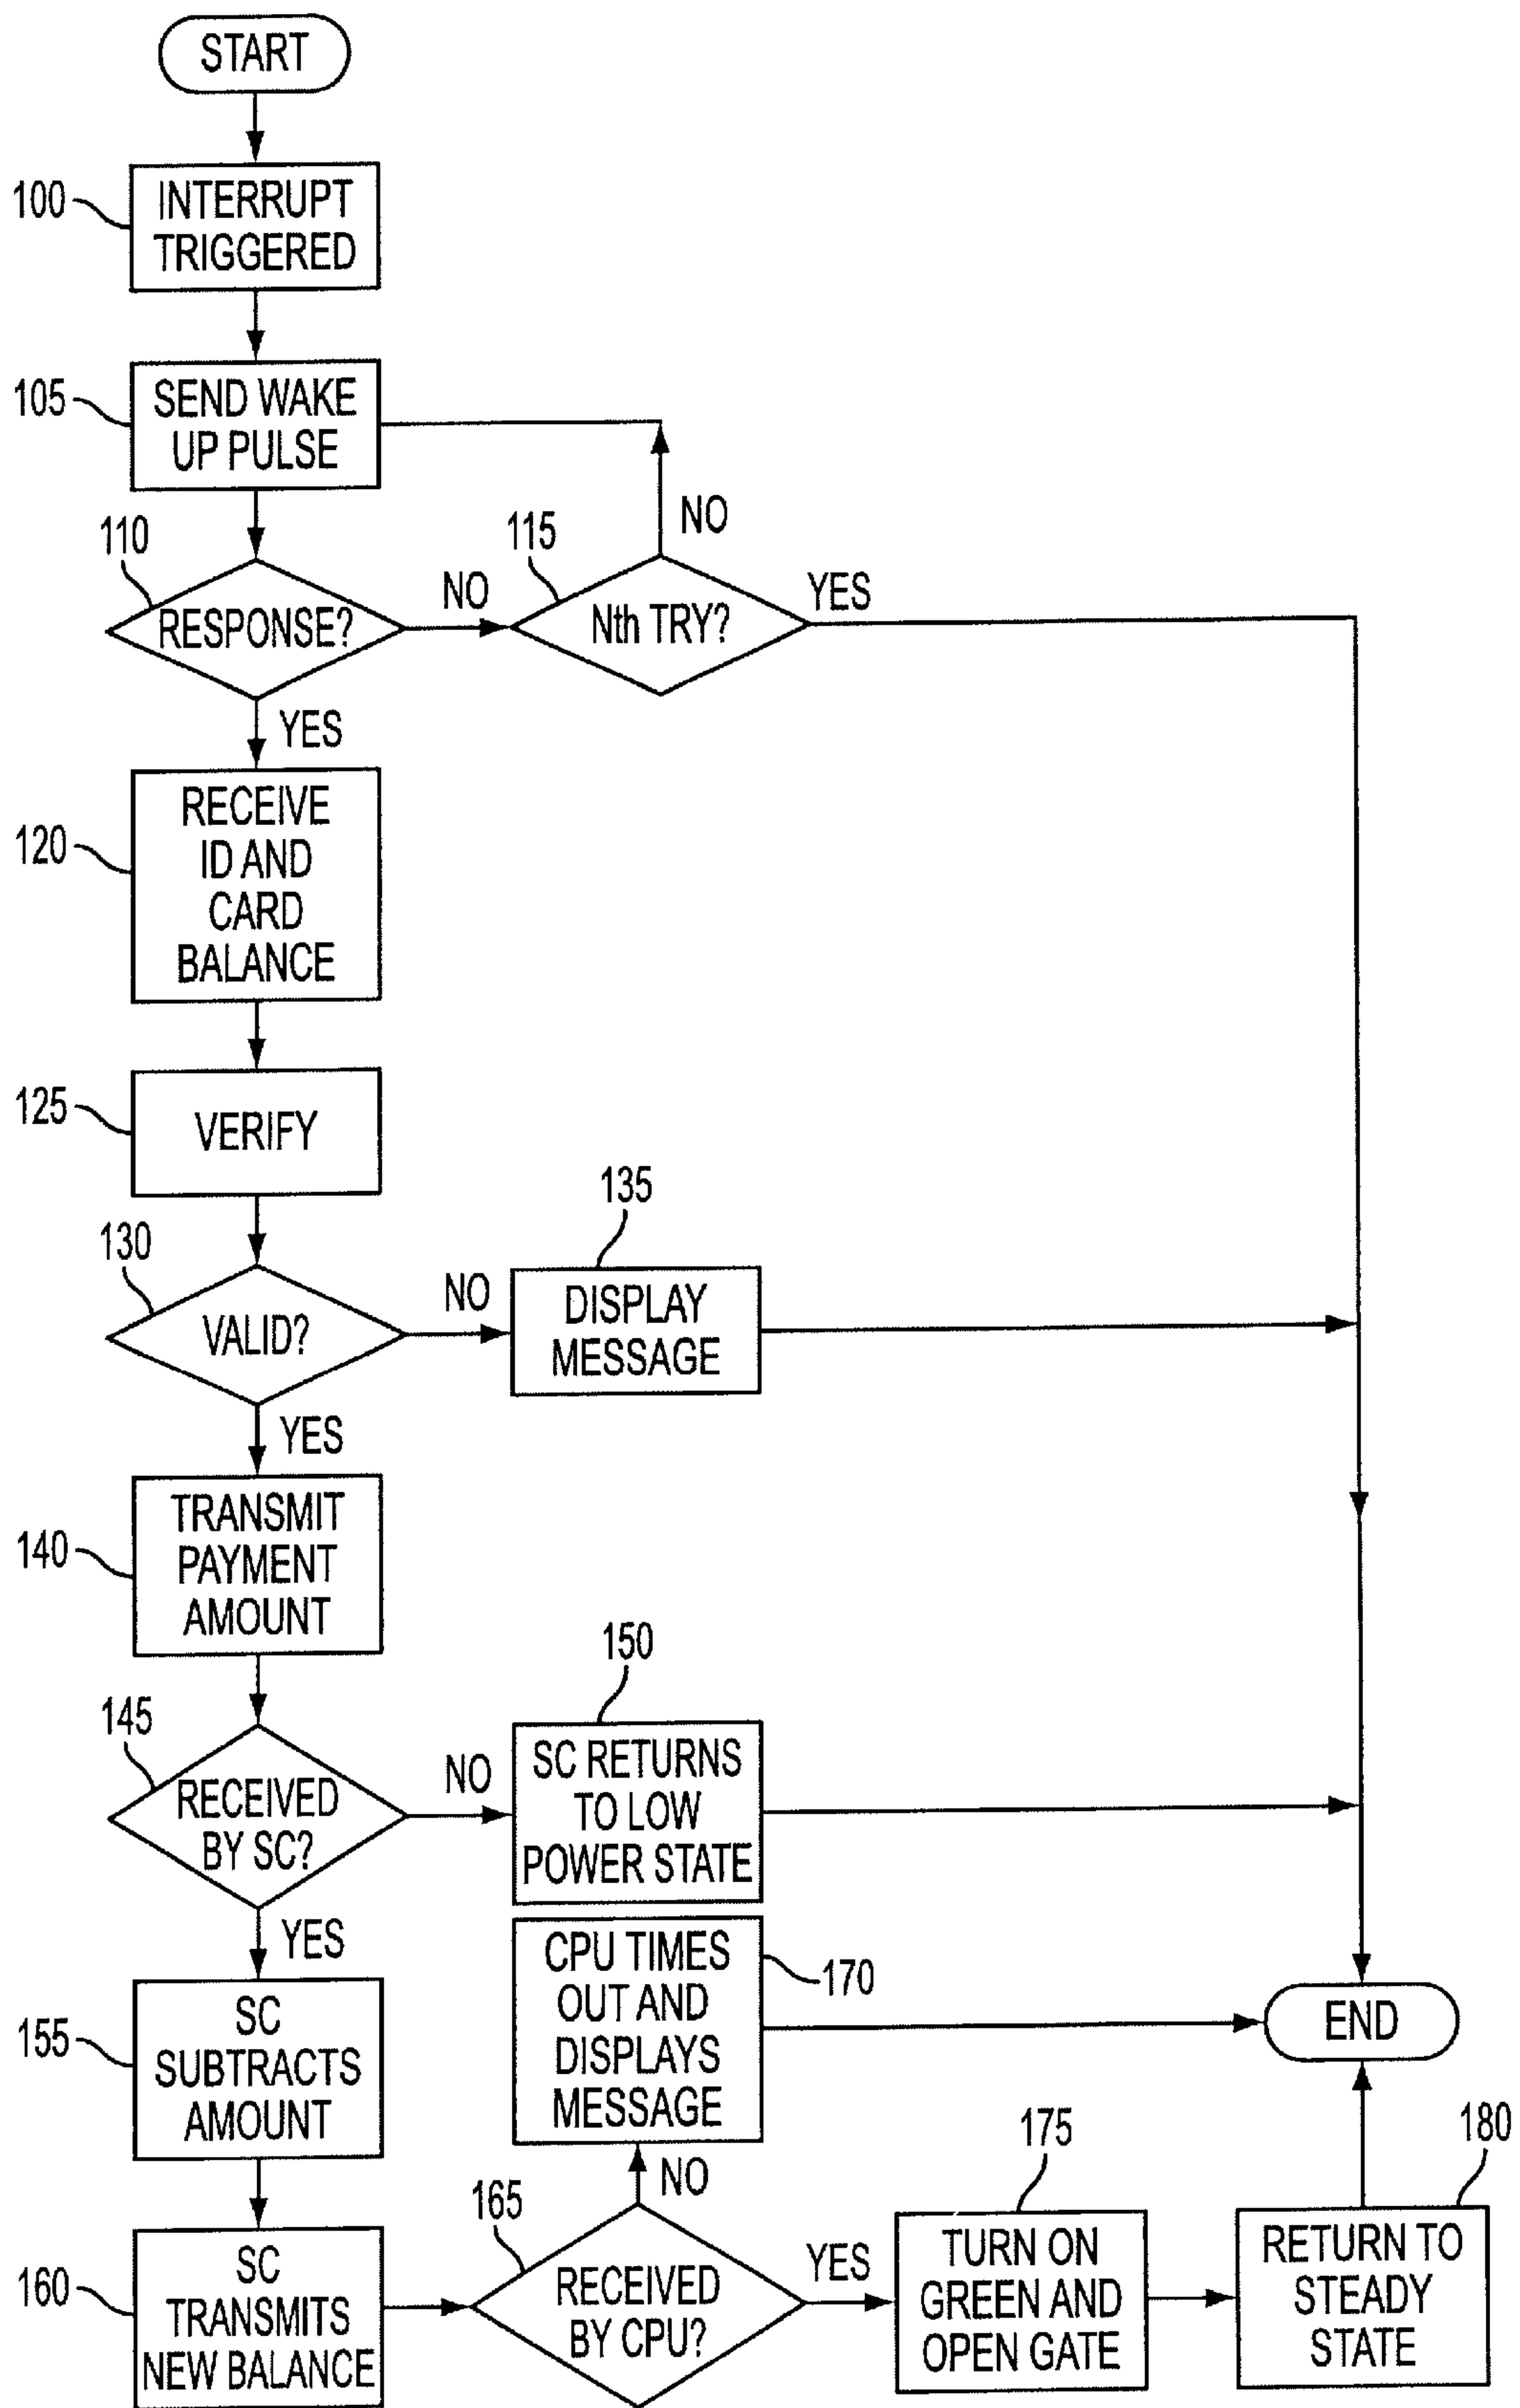 START
100
INTERRUPT
TRIGGERED
105
SEND WAKE
UP PULSE
110
RESPONSE?
NO
115
Nth TRY?
NO
YES
YES
120
RECEIVE
ID AND
CARD
BALANCE
125
VERIFY
130
VALID?
NO
135
DISPLAY
MESSAGE
YES
140
TRANSMIT
PAYMENT
AMOUNT
145
RECEIVED
BY SC?
NO
150
SC RETURNS
TO LOW
POWER STATE
YES
155
SC
SUBTRACTS
AMOUNT
170
CPU TIMES
OUT AND
DISPLAYS
MESSAGE
END
160
SC
TRANSMITS
NEW BALANCE
165
RECEIVED
BY CPU?
NO
YES
175
TURN ON
GREEN AND
OPEN GATE
180
RETURN TO
STEADY
STATE